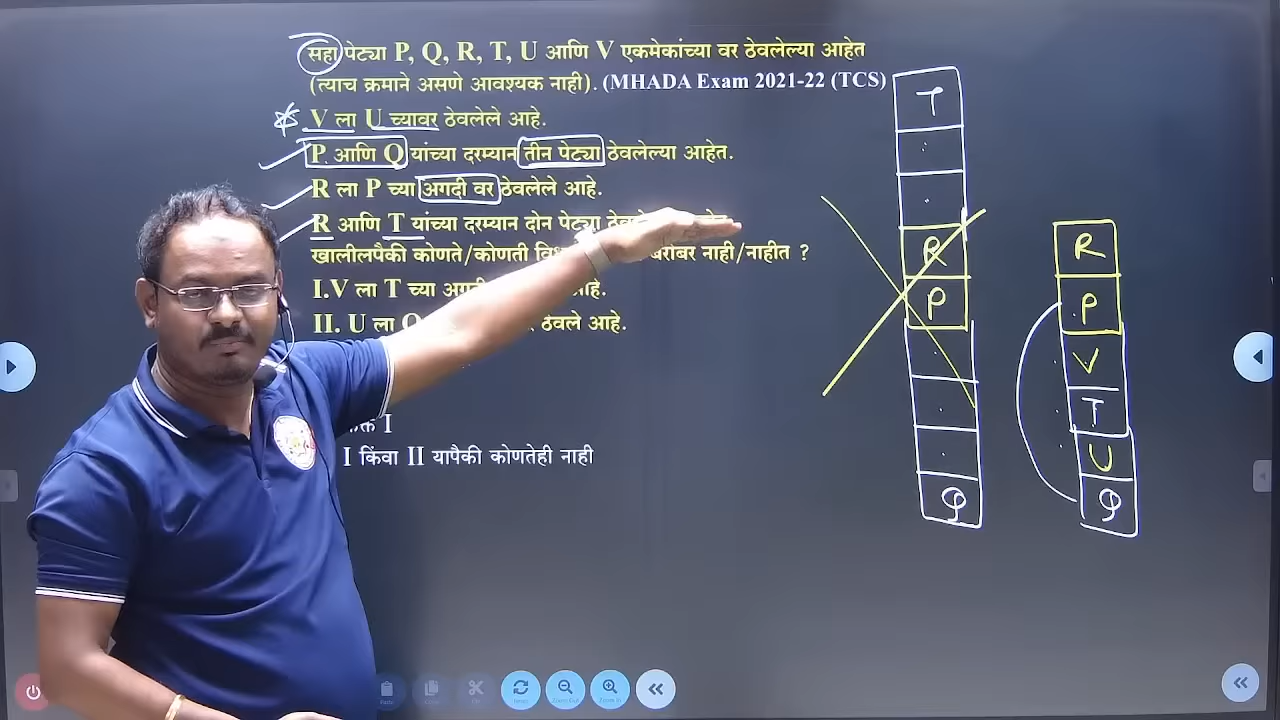 सहा पेट्या P, Q, R, T, U आणि V एकमेकांच्या वर ठेवलेल्या आहेत
(त्याच क्रमाने असणे आवश्यक नाही). (MHADA Exam 2021-22 (TCS)
V ला U च्यावर ठेवलेले आहे.
P आणि Q यांच्या दरम्यान तीन पेट्या ठेवलेल्या आहेत.
R ला P च्या अगदी वर ठेवलेले आहे.
R आणि T यांच्या दरम्यान दोन पेट्या
खालीलपैकी कोणते/कोणती बरोबर नाही/नाहीत ?
I.V ला T च्या आहे.
II. U ला ठेवले आहे.
I
I किंवा II यापैकी कोणतेही नाही
T
R
P
Q
R
P
V
T
U
Q